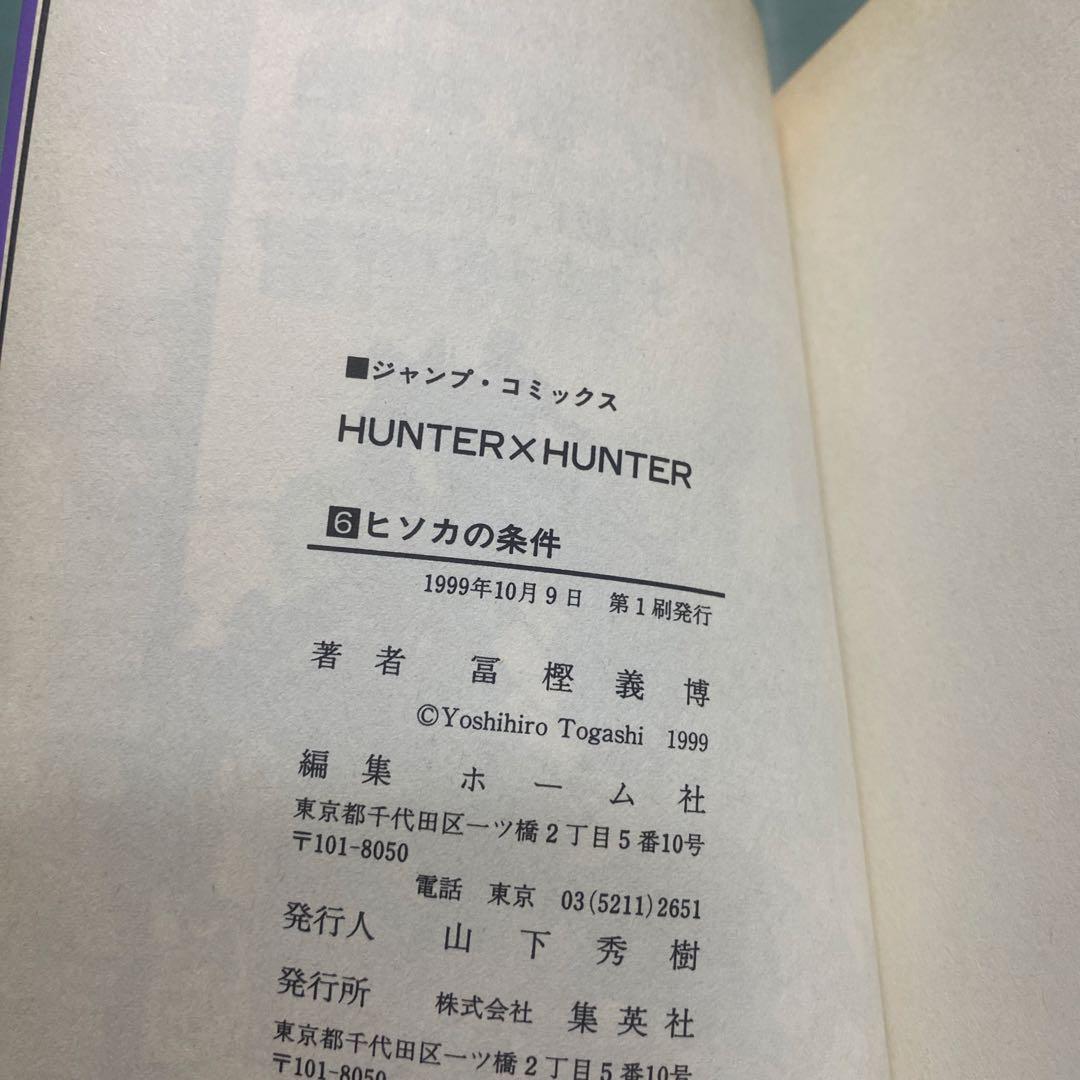 ■ジャンプ・コミックス
HUNTER×HUNTER
6ヒソカの条件
1999年10月9日 第1刷発行
著者 冨樫義博
©Yoshihiro Togashi 1999
編集 ホーム社
東京都千代田区一ツ橋2丁目5番10号
〒101-8050
電話 東京 03(5211)2651
発行人 山下秀樹
発行所 株式会社 集英社
東京都千代田区一ツ橋2丁目5番10号
〒101-8050